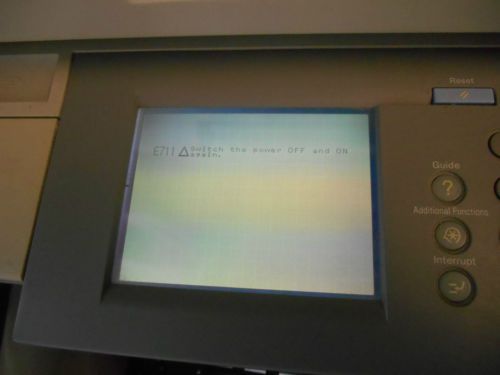 Reset
E711 Switch the power OFF and ON
again.
Guide
?
Additional Functions
Interrupt